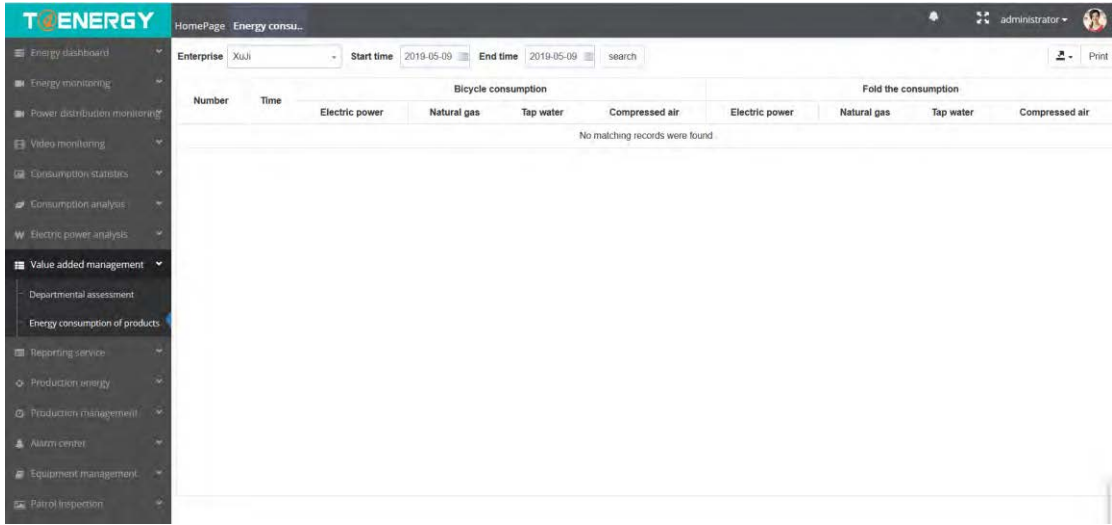 T@ENERGY
HomePage Energy consu.. administrator
Energy dashboard
Energy monitoring
Power distribution monitoring
Video monitoring
Consumption statistics
Consumption analysis
Electric power analysis
Value added management
Departmental assessment
Energy consumption of products
Reporting service
Production energy
Production management
Alarm center
Equipment management
Patrol inspection
Enterprise XuJi Start time 2019-05-09 End time 2019-05-09 search Print
Number Time Bicycle consumption Fold the consumption
Electric power Natural gas Tap water Compressed air Electric power Natural gas Tap water Compressed air
No matching records were found